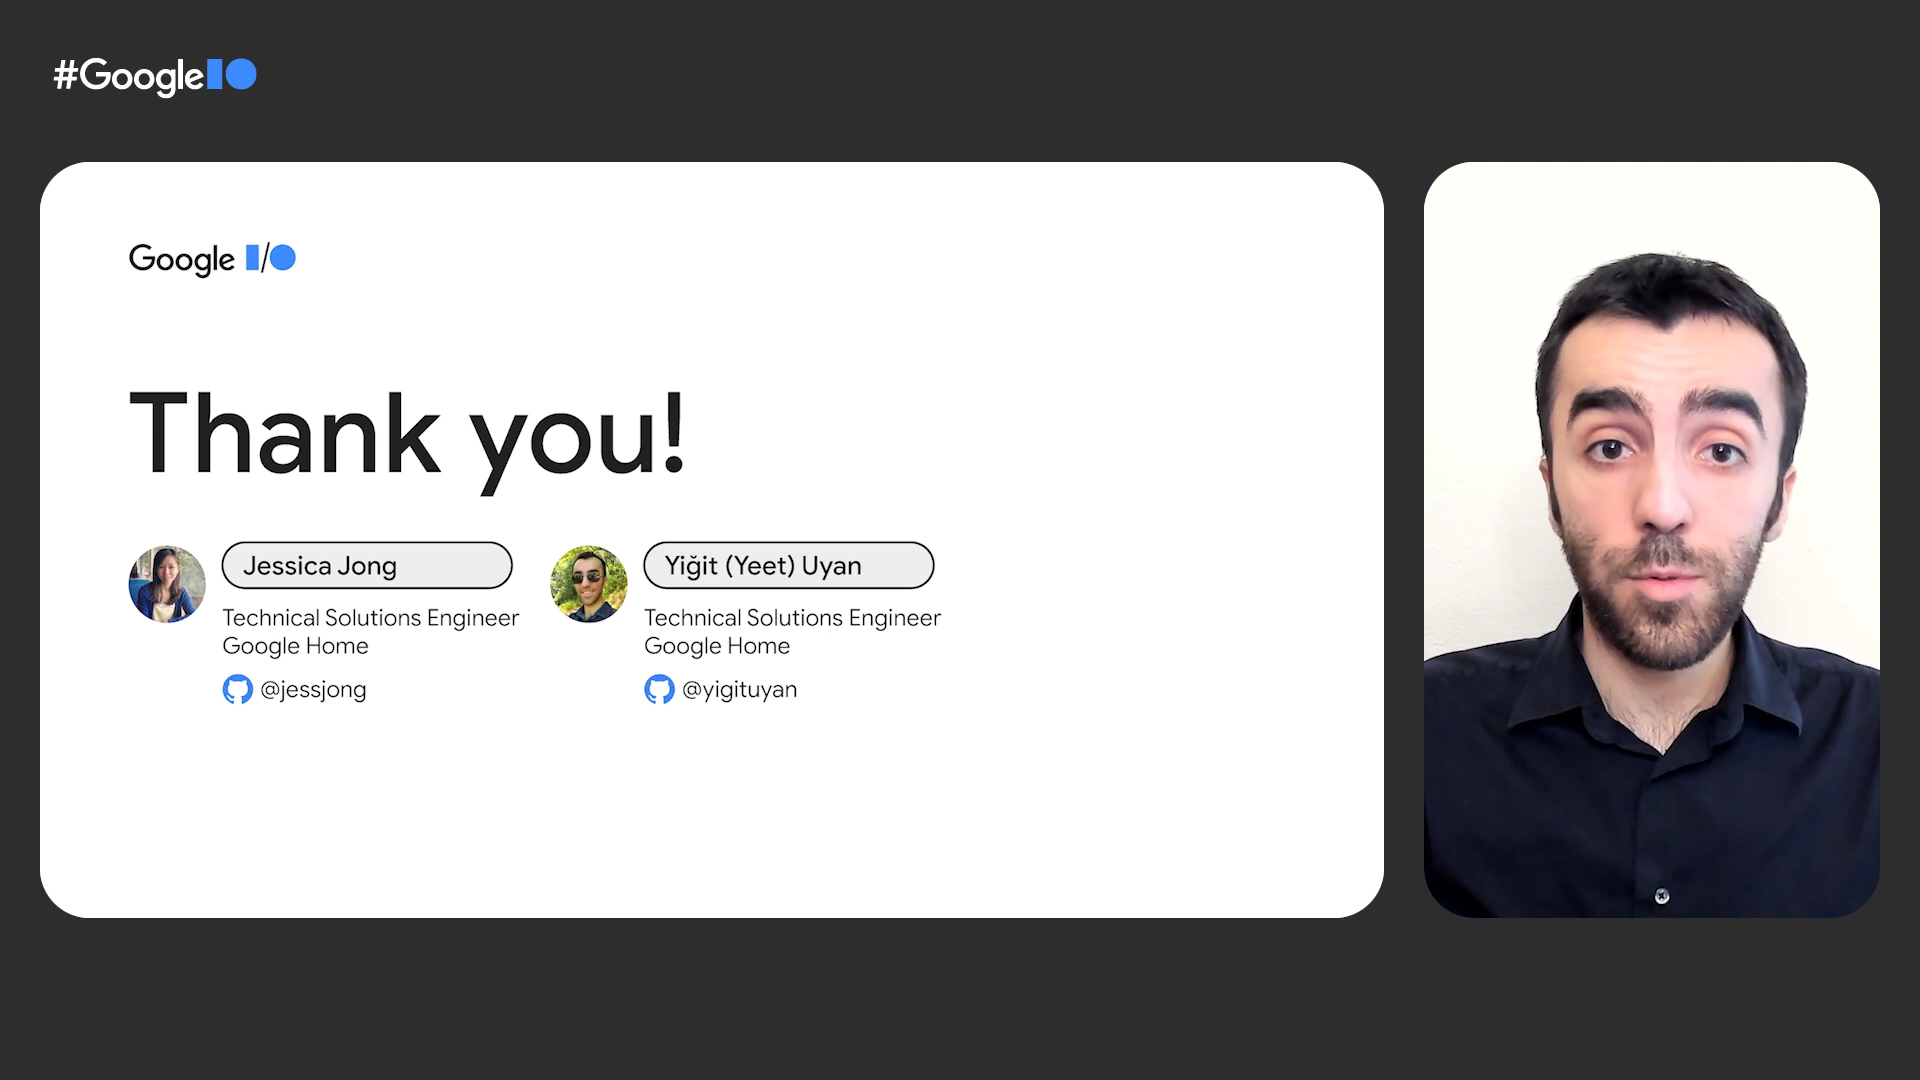 #GoogleIO
Google I/O
Thank you!
Jessica Jong
Technical Solutions Engineer
Google Home
@jessjong
Yiğit (Yeet) Uyan
Technical Solutions Engineer
Google Home
@yigituyan